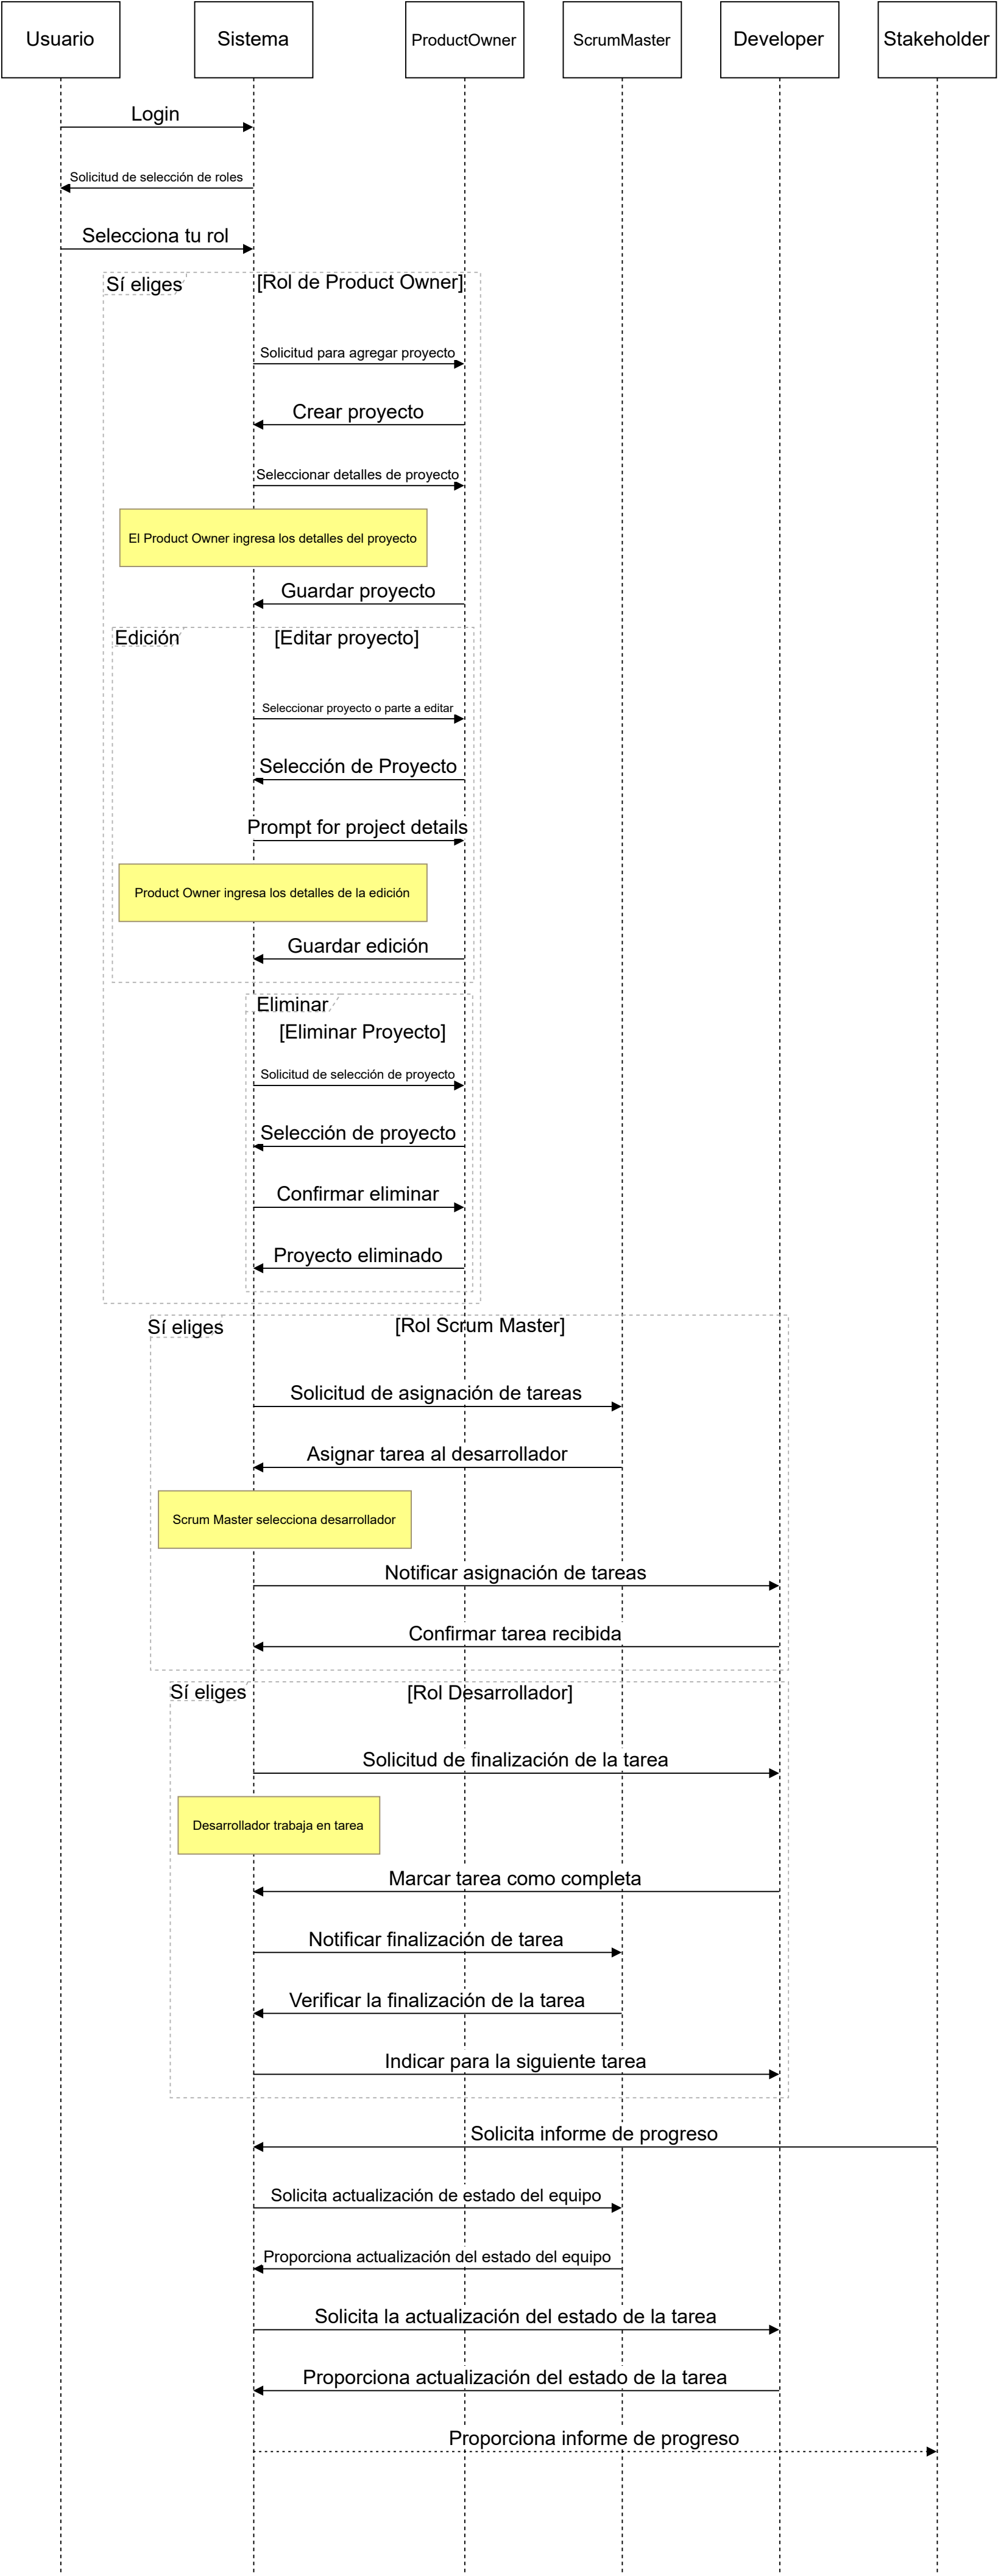 Usuario
Sistema
ProductOwner
ScrumMaster
Developer
Stakeholder
Login
Solicitud de selección de roles
Selecciona tu rol
Sí eliges
[Rol de Product Owner]
Solicitud para agregar proyecto
Crear proyecto
Seleccionar detalles de proyecto
El Product Owner ingresa los detalles del proyecto
Guardar proyecto
Edición
[Editar proyecto]
Seleccionar proyecto o parte a editar
Selección de Proyecto
Prompt for project details
Product Owner ingresa los detalles de la edición
Guardar edición
Eliminar
[Eliminar Proyecto]
Solicitud de selección de proyecto
Selección de proyecto
Confirmar eliminar
Proyecto eliminado
Sí eliges
[Rol Scrum Master]
Solicitud de asignación de tareas
Asignar tarea al desarrollador
Scrum Master selecciona desarrollador
Notificar asignación de tareas
Confirmar tarea recibida
Sí eliges
[Rol Desarrollador]
Solicitud de finalización de la tarea
Desarrollador trabaja en tarea
Marcar tarea como completa
Notificar finalización de tarea
Verificar la finalización de la tarea
Indicar para la siguiente tarea
Solicita informe de progreso
Solicita actualización de estado del equipo
Proporciona actualización del estado del equipo
Solicita la actualización del estado de la tarea
Proporciona actualización del estado de la tarea
Proporciona informe de progreso